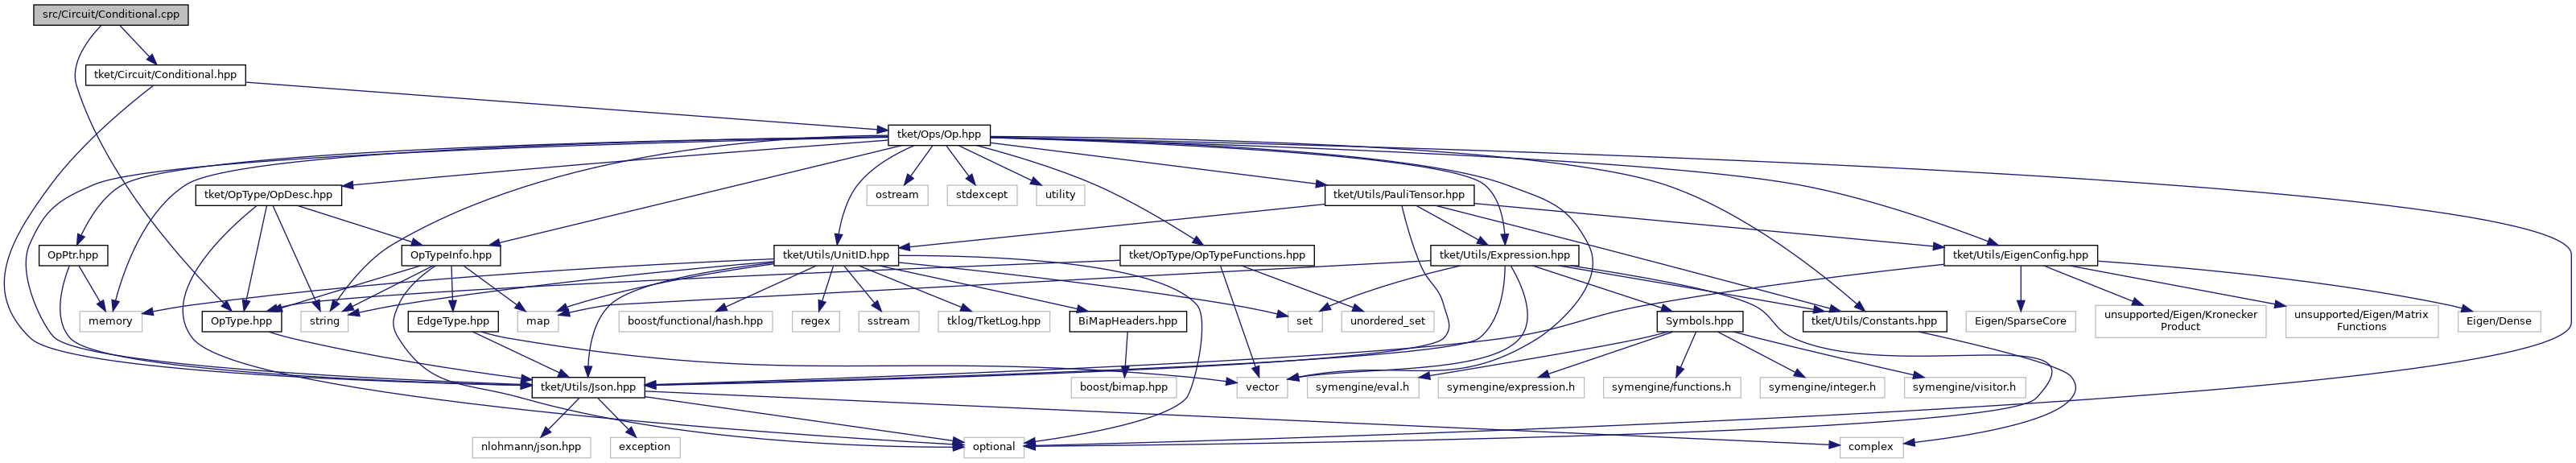 src/Circuit/Conditional.cpp
tket/Circuit/Conditional.hpp
tket/Ops/Op.hpp
tket/OpType/OpDesc.hpp
ostream
stdexcept
utility
tket/Utils/PauliTensor.hpp
OpPtr.hpp
OpTypeInfo.hpp
tket/Utils/UnitID.hpp
tket/OpType/OpTypeFunctions.hpp
tket/Utils/Expression.hpp
tket/Utils/EigenConfig.hpp
memory
OpType.hpp
string
EdgeType.hpp
map
boost/functional/hash.hpp
regex
sstream
tklog/TketLog.hpp
BiMapHeaders.hpp
set
unordered_set
Symbols.hpp
tket/Utils/Constants.hpp
Eigen/SparseCore
unsupported/Eigen/Kronecker
Product
unsupported/Eigen/Matrix
Functions
Eigen/Dense
tket/Utils/Json.hpp
boost/bimap.hpp
vector
symengine/eval.h
symengine/expression.h
symengine/functions.h
symengine/integer.h
symengine/visitor.h
nlohmann/json.hpp
exception
optional
complex